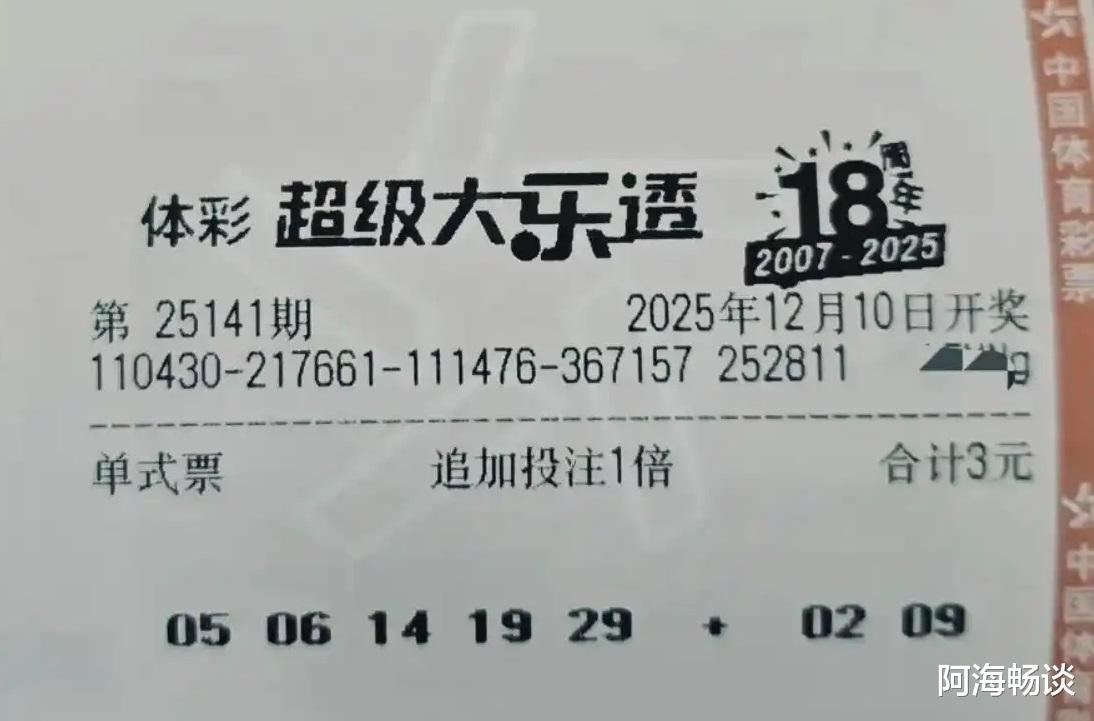 体彩 超级大乐透 18周年
2007-2025
第 25141期 2025年12月10日开奖
110430-217661-111476-367157 252811
单式票 追加投注1倍 合计3元
05 06 14 19 29 + 02 09
中国体育彩票
中国体
阿海畅谈